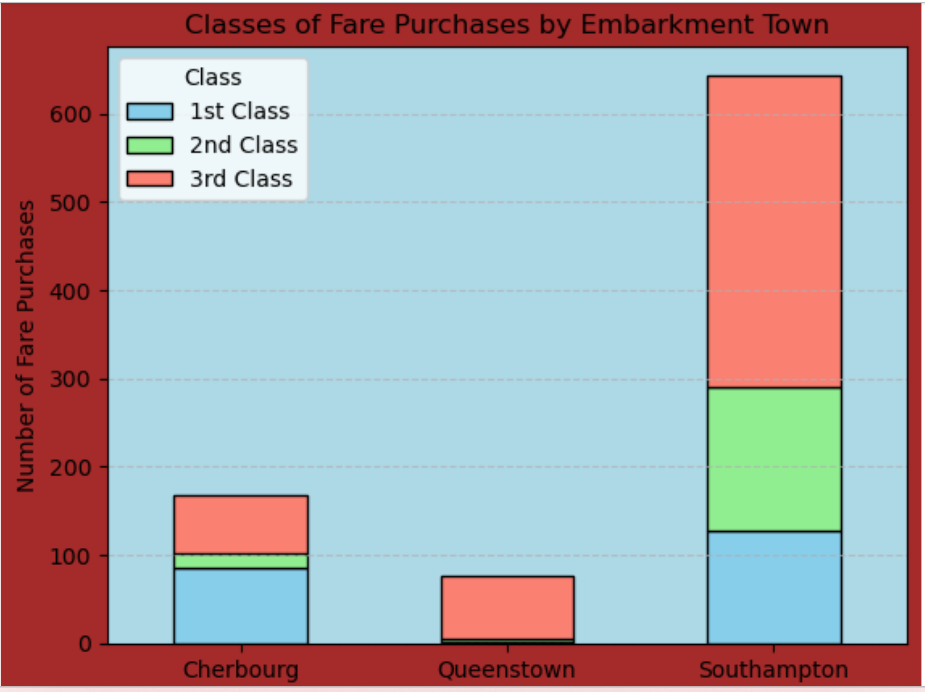 Classes of Fare Purchases by Embarkment Town
Class
1st Class
2nd Class
3rd Class
Number of Fare Purchases
600
500
400
300
200
100
0
Cherbourg
Queenstown
Southampton